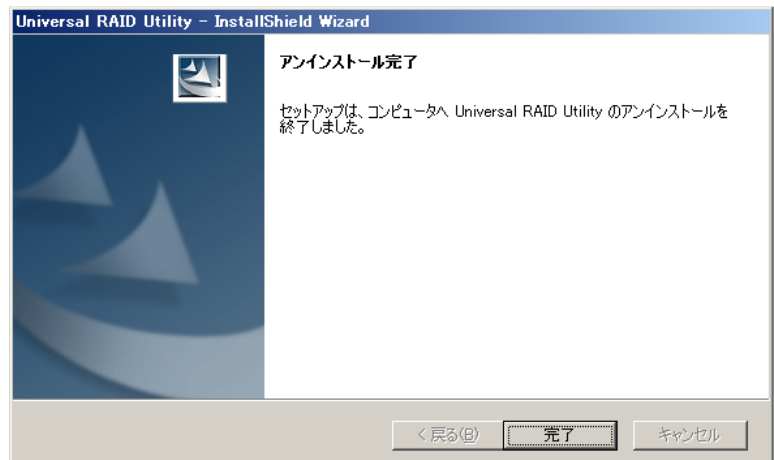 Universal RAID Utility - InstallShield Wizard
アンインストール完了
セットアップは、コンピュータへ Universal RAID Utility のアンインストールを
終了しました。
< 戻る(B)
完了
キャンセル